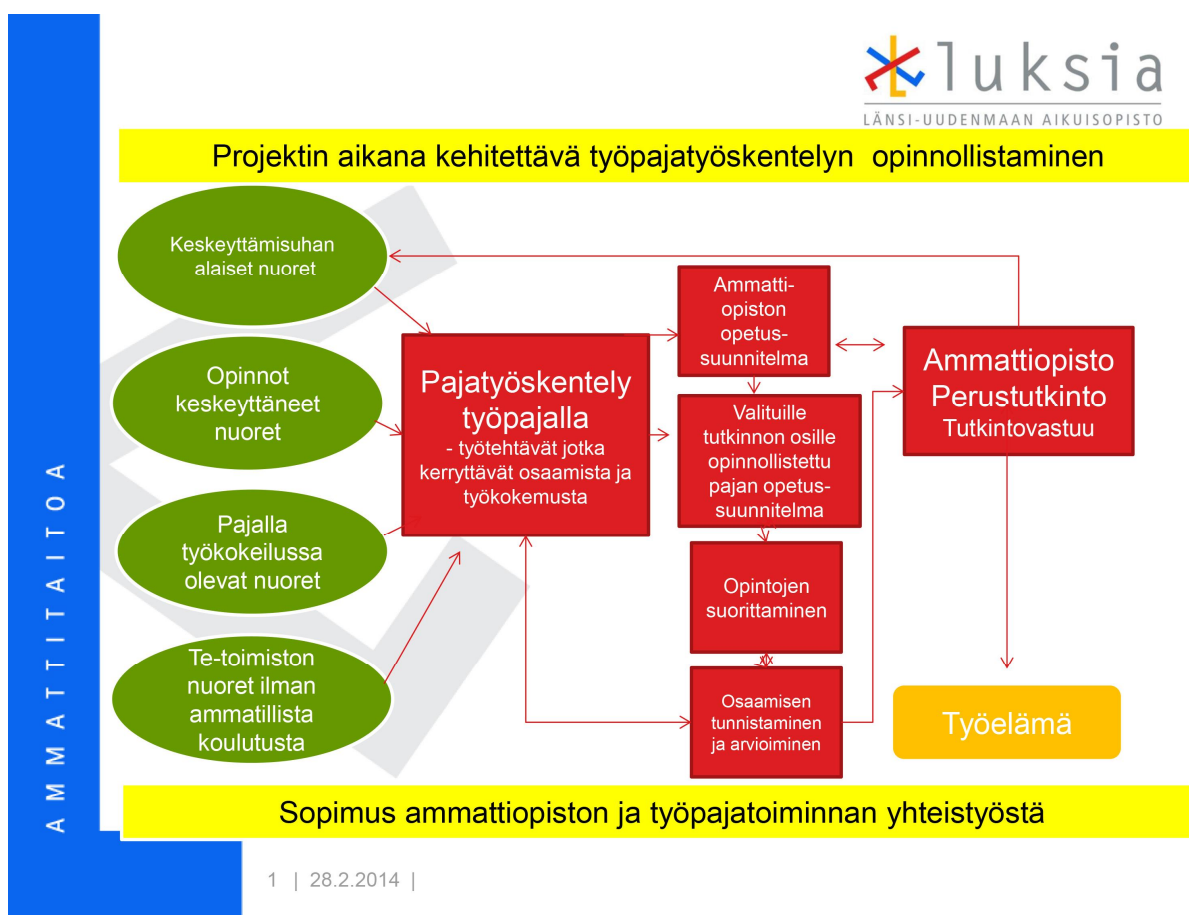 luksia
LÄNSI-UUDENMAAN AIKUISOPISTO
Projektin aikana kehitettävä työpajatyöskentelyn opinnollistaminen
Keskeyttämisuhan
alaiset nuoret
Opinnot
keskeyttäneet
nuoret
Pajalla
työkokeilussa
olevat nuoret
Te-toimiston
nuoret ilman
ammatillista
koulutusta
Pajatyöskentely
työpajalla
- työtehtävät jotka
kerryttävät osaamista ja
työkokemusta
Ammatti-
opiston
opetus-
suunnitelma
Valituille
tutkinnon osille
opinnollistettu
pajan opetus-
suunnitelma
Opintojen
suorittaminen
Osaamisen
tunnistaminen
ja arvioiminen
Ammattiopisto
Perustutkinto
Tutkintovastuu
Työelämä
Sopimus ammattiopiston ja työpajatoiminnan yhteistyöstä
AMMATTITAITOA
1 | 28.2.2014 |